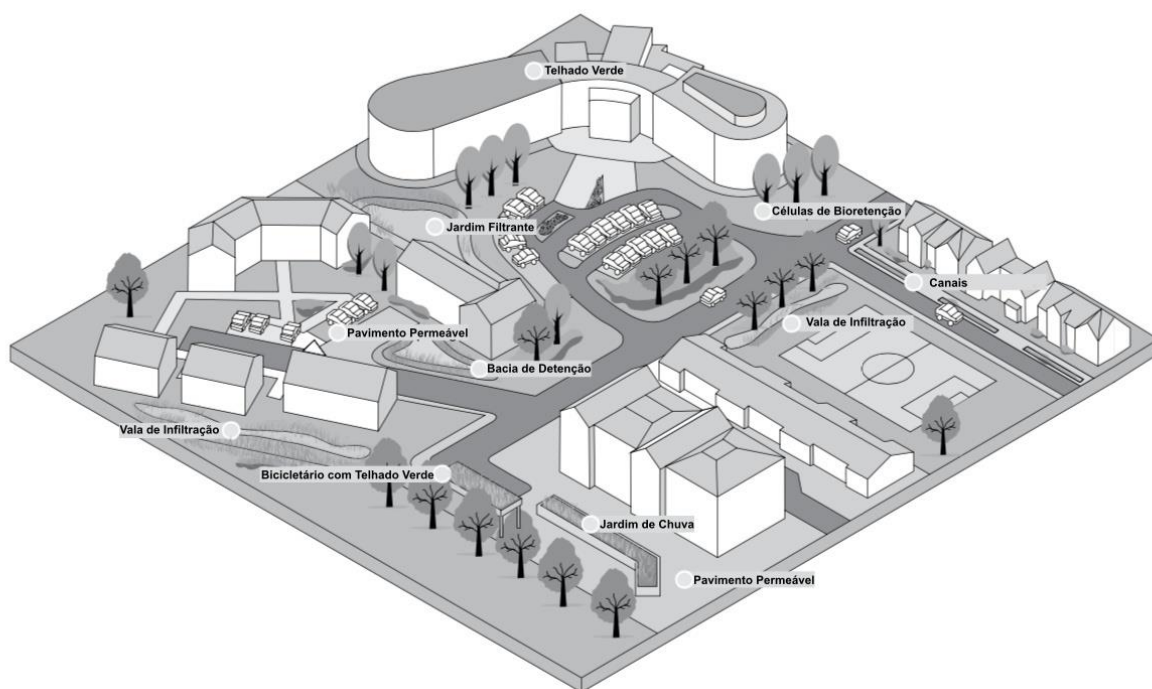 Telhado Verde
Células de Bioretenção
Jardim Filtrante
Canais
Vala de Infiltração
Pavimento Permeável
Bacia de Detenção
Vala de Infiltração
Bicicletário com Telhado Verde
Jardim de Chuva
Pavimento Permeável